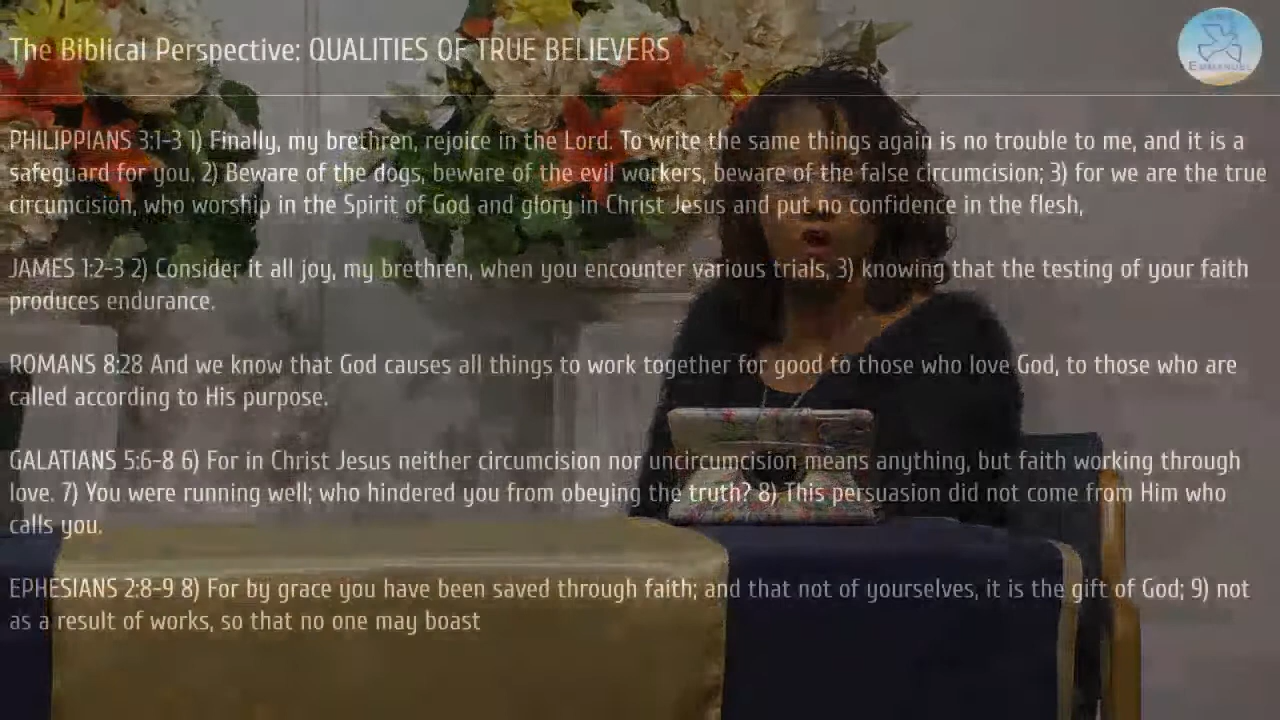 The Biblical Perspective: QUALITIES OF TRUE BELIEVERS
EMMANUEL
PHILIPPIANS 3:1-3 1) Finally, my brethren, rejoice in the Lord. To write the same things again is no trouble to me, and it is a
safeguard for you. 2) Beware of the dogs, beware of the evil workers, beware of the false circumcision; 3) for we are the true
circumcision, who worship in the Spirit of God and glory in Christ Jesus and put no confidence in the flesh,
JAMES 1:2-3 2) Consider it all joy, my brethren, when you encounter various trials, 3) knowing that the testing of your faith
produces endurance.
ROMANS 8:28 And we know that God causes all things to work together for good to those who love God, to those who are
called according to His purpose.
GALATIANS 5:6-8 6) For in Christ Jesus neither circumcision nor uncircumcision means anything, but faith working through
love. 7) You were running well; who hindered you from obeying the truth? 8) This persuasion did not come from Him who
calls you.
EPHESIANS 2:8-9 8) For by grace you have been saved through faith; and that not of yourselves, it is the gift of God; 9) not
as a result of works, so that no one may boast